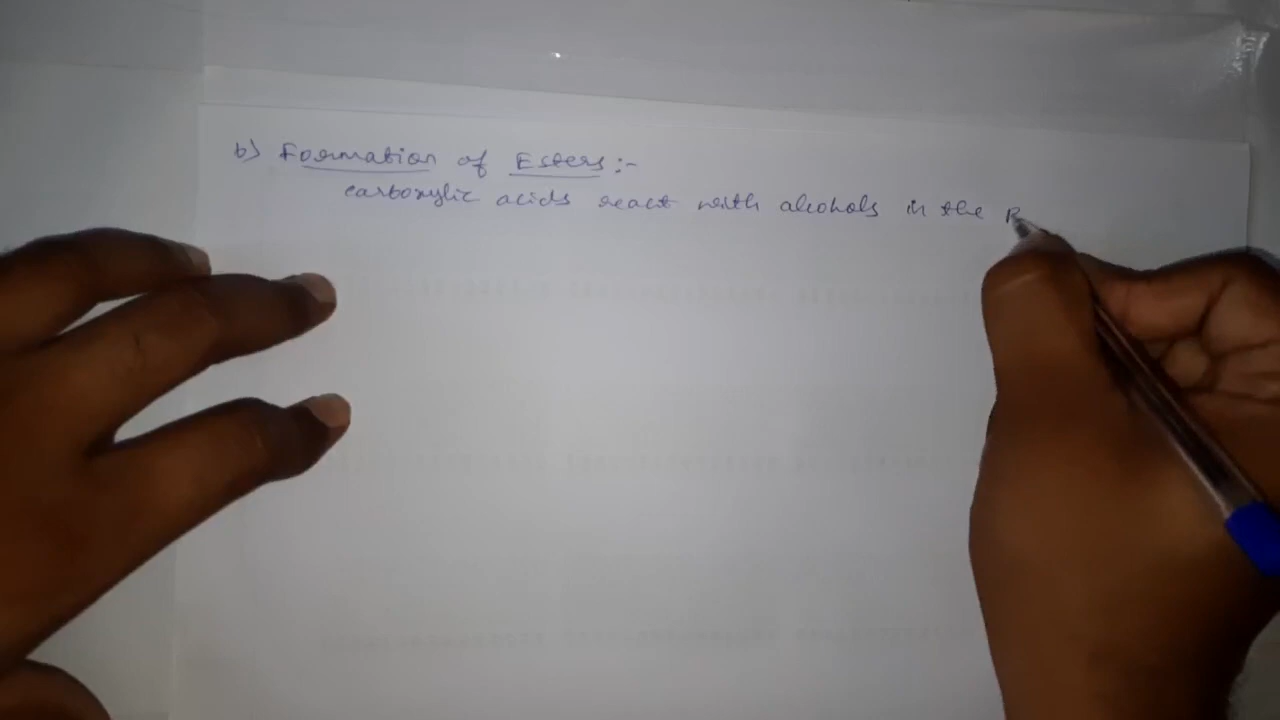 b) Formation of Esters:-
carboxylic acids react with alcohols in the P